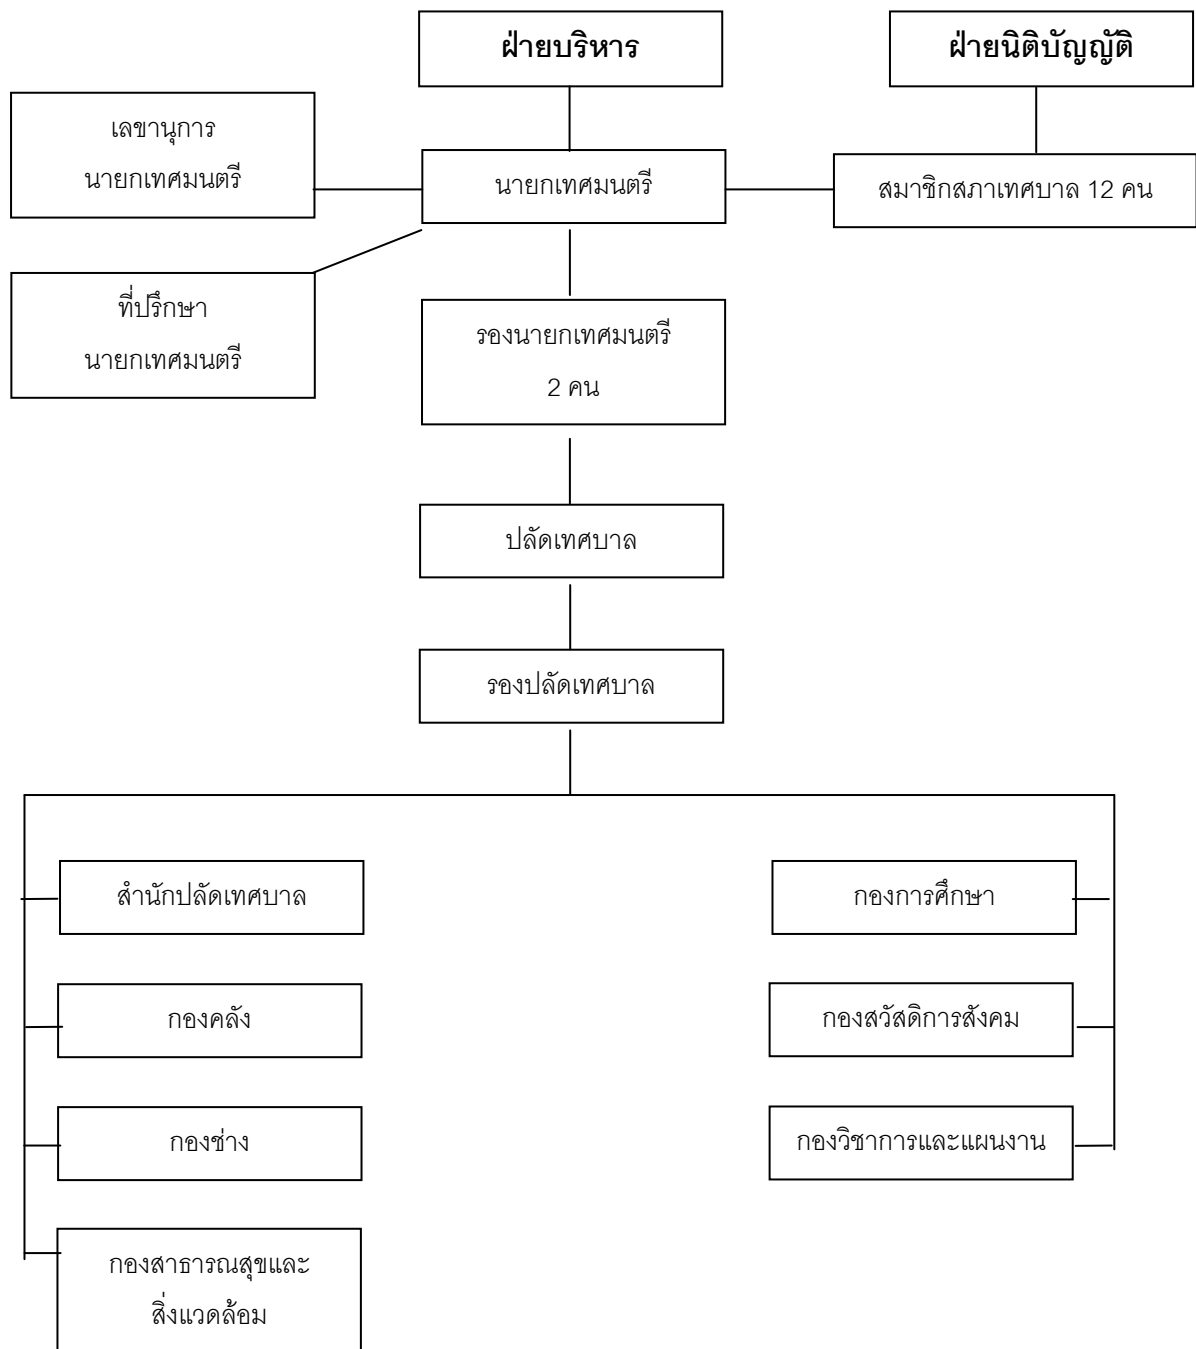 ฝ่ายบริหาร
ฝ่ายนิติบัญญัติ
เลขานุการ
นายกเทศมนตรี
นายกเทศมนตรี
สมาชิกสภาเทศบาล 12 คน
ที่ปรึกษา
นายกเทศมนตรี
รองนายกเทศมนตรี
2 คน
ปลัดเทศบาล
รองปลัดเทศบาล
สำนักปลัดเทศบาล
กองการศึกษา
กองคลัง
กองสวัสดิการสังคม
กองช่าง
กองวิชาการและแผนงาน
กองสาธารณสุขและ
สิ่งแวดล้อม